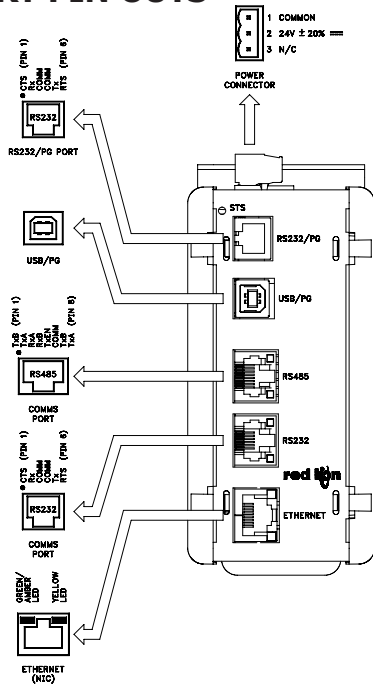 1 COMMON
2 24V ± 20%
3 N/C
POWER
CONNECTOR
CTS (PIN 1)
Rx
COMM
COMM
Tx
RTS (PIN 6)
RS232
RS232/PG PORT
STS
RS232/PG
USB/PG
USB/PG
TxB (PIN 1)
TxA
RxA
RxB
TxEN
COMM
TxB
TxA (PIN 8)
RS485
COMMS
PORT
RS485
CTS (PIN 1)
Rx
COMM
COMM
Tx
RTS (PIN 6)
RS232
COMMS
PORT
RS232
red lion
ETHERNET
GREEN/
AMBER
LED
YELLOW
LED
ETHERNET
(NIC)